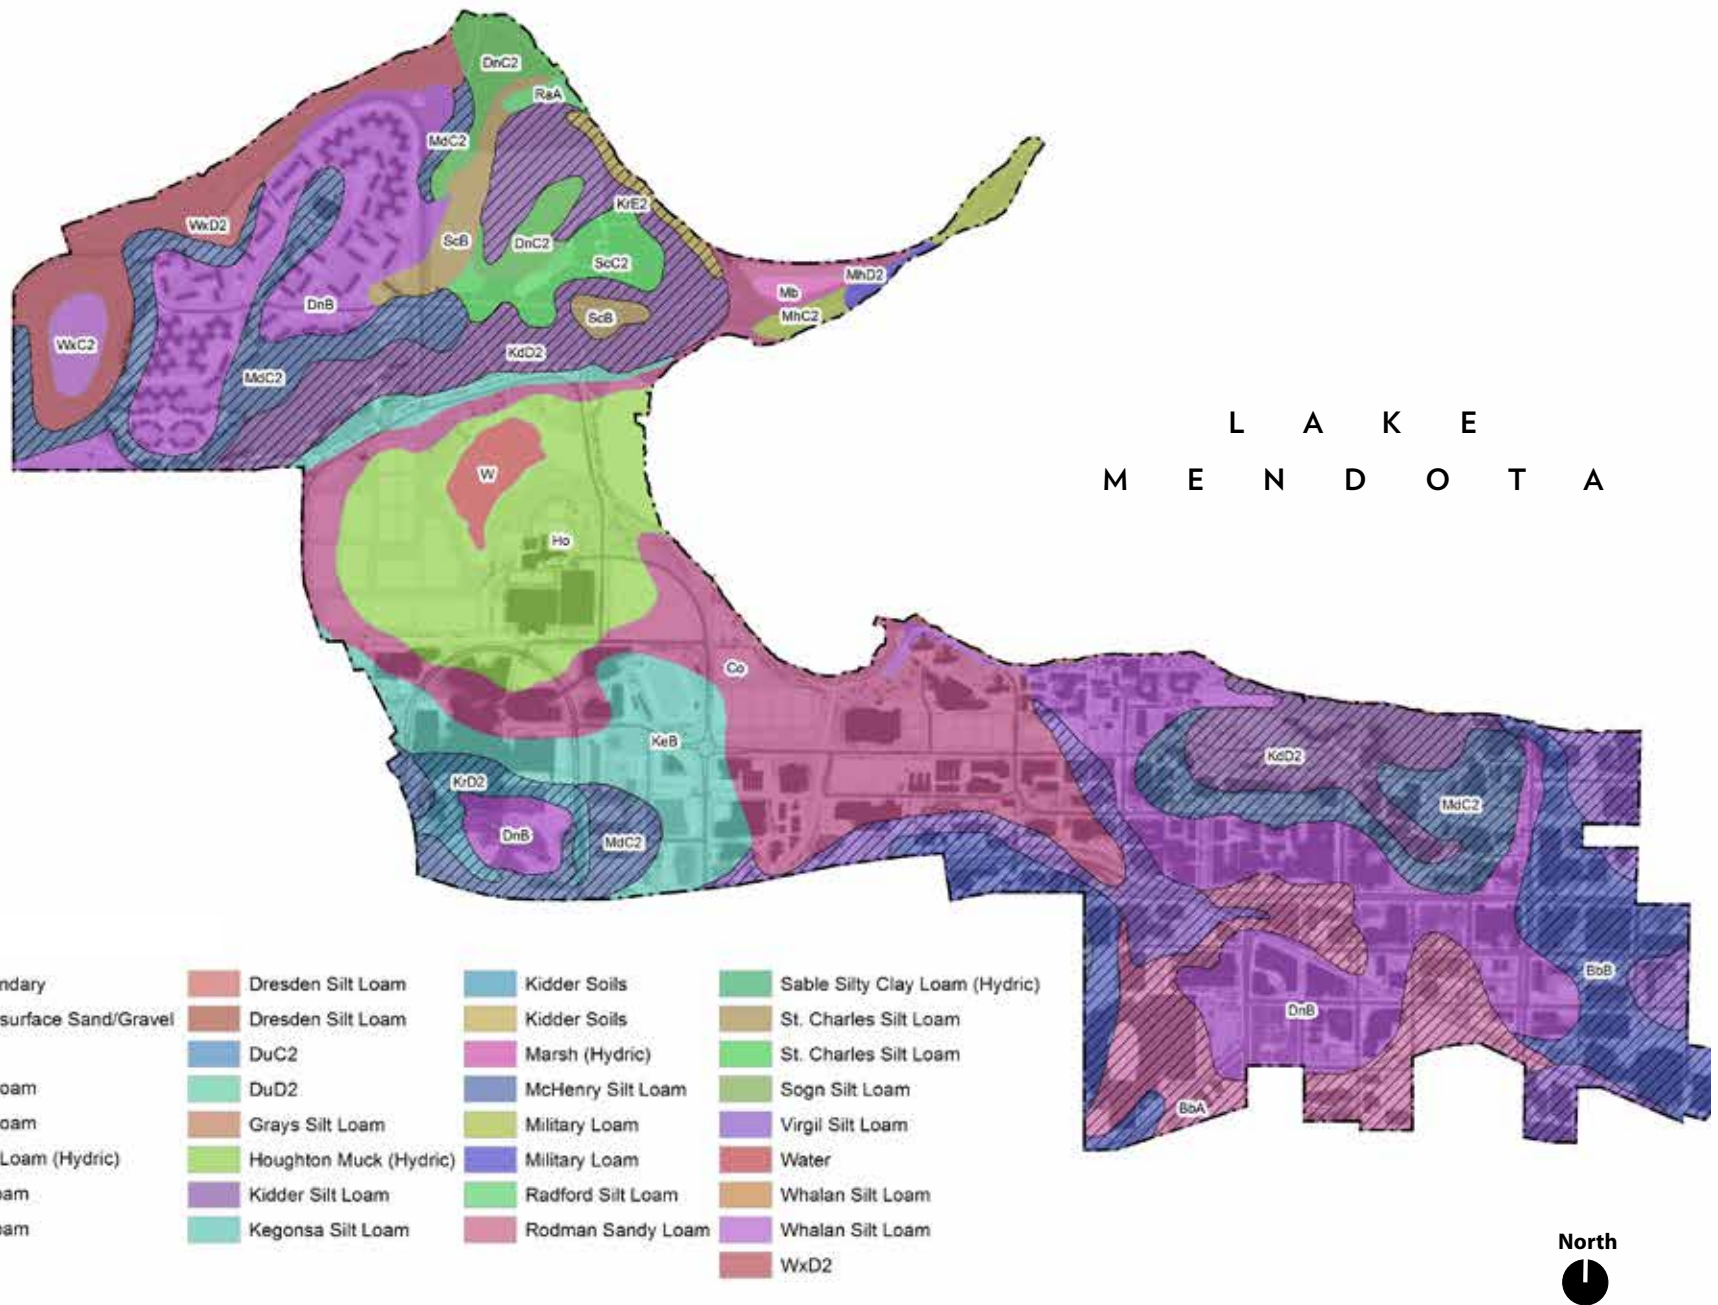 DnC2
RaA
MdC2
KrE2
WxD2
ScB
DnC2
ScC2
MhD2
Mb
DnB
MhC2
ScB
WxC2
KdD2
MdC2
L A K E
M E N D O T A
W
Ho
Co
KeB
KdD2
KrD2
MdC2
DnB
MdC2
BbB
DnB
BbA
ndary
surface Sand/Gravel
oam
oam
Loam (Hydric)
oam
oam
Dresden Silt Loam
Dresden Silt Loam
DuC2
DuD2
Grays Silt Loam
Houghton Muck (Hydric)
Kidder Silt Loam
Kegonsa Silt Loam
Kidder Soils
Kidder Soils
Marsh (Hydric)
McHenry Silt Loam
Military Loam
Military Loam
Radford Silt Loam
Rodman Sandy Loam
Sable Silty Clay Loam (Hydric)
St. Charles Silt Loam
St. Charles Silt Loam
Sogn Silt Loam
Virgil Silt Loam
Water
Whalan Silt Loam
Whalan Silt Loam
WxD2
North